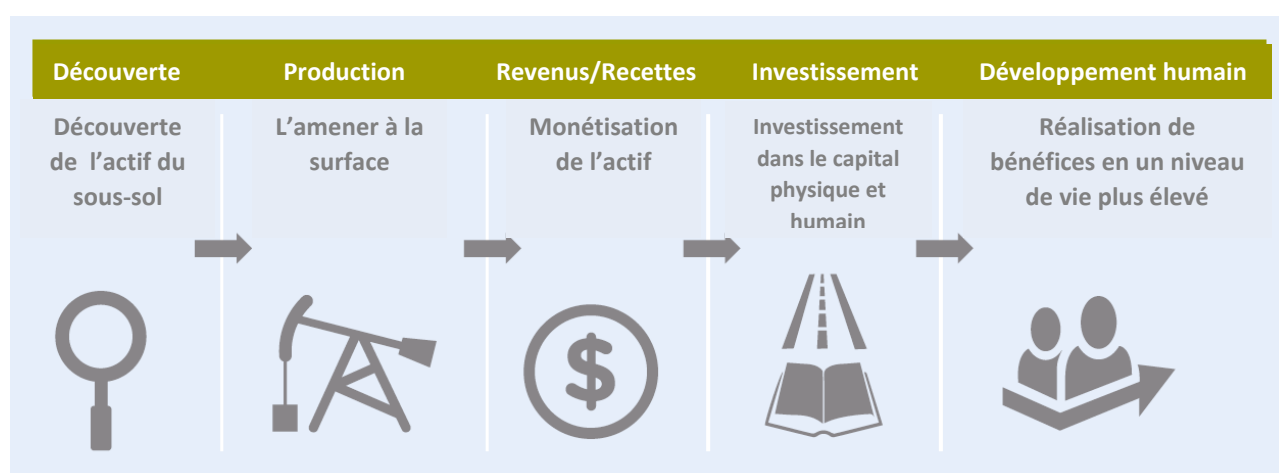 Découverte
Production
Revenus/Recettes
Investissement
Développement humain
Découverte
de l’actif du
sous-sol
L’amener à la
surface
Monétisation
de l’actif
Investissement
dans le capital
physique et
humain
Réalisation de
bénéfices en un niveau
de vie plus élevé
$